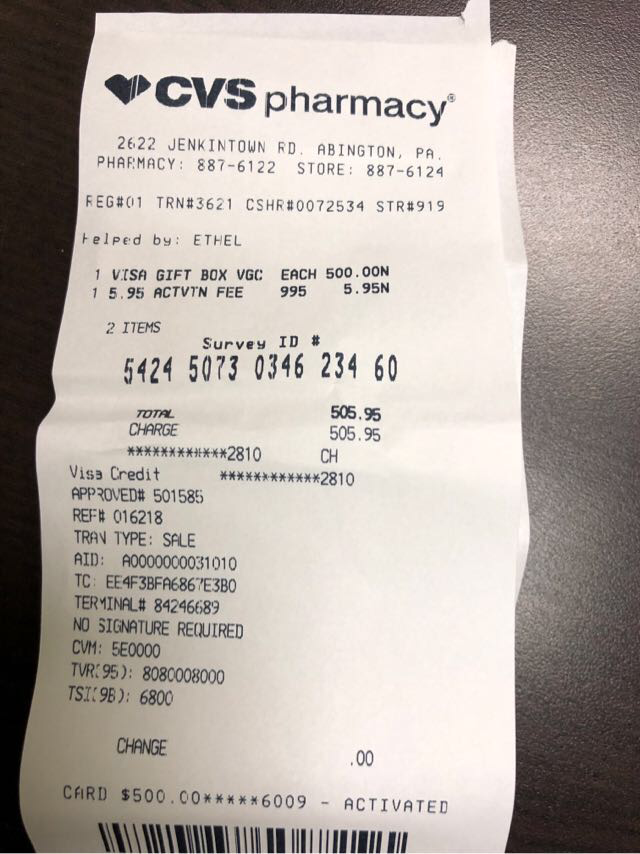 CVS pharmacy®
2622 JENKINTOWN RD. ABINGTON, PA.
PHARMACY: 887-6122 STORE: 887-6124
REG#01 TRN#3621 CSHR#0072534 STR#919
Helped by: ETHEL
1 VISA GIFT BOX VGC EACH 500.00N
1 5.95 ACTVTN FEE 995 5.95N
2 ITEMS
Survey ID #
5424 5073 0346 234 60
TOTAL 505.95
CHARGE 505.95
************2810 CH
Visa Credit ************2810
APPROVED# 501585
REF# 016218
TRAN TYPE: SALE
AID: A0000000031010
TC: EE4F3BFA6867E3B0
TERMINAL# 84246689
NO SIGNATURE REQUIRED
CVM: 5E0000
TVR(95): 8080008000
TSI(9B): 6800
CHANGE .00
CARD $500.00*****6009 - ACTIVATED